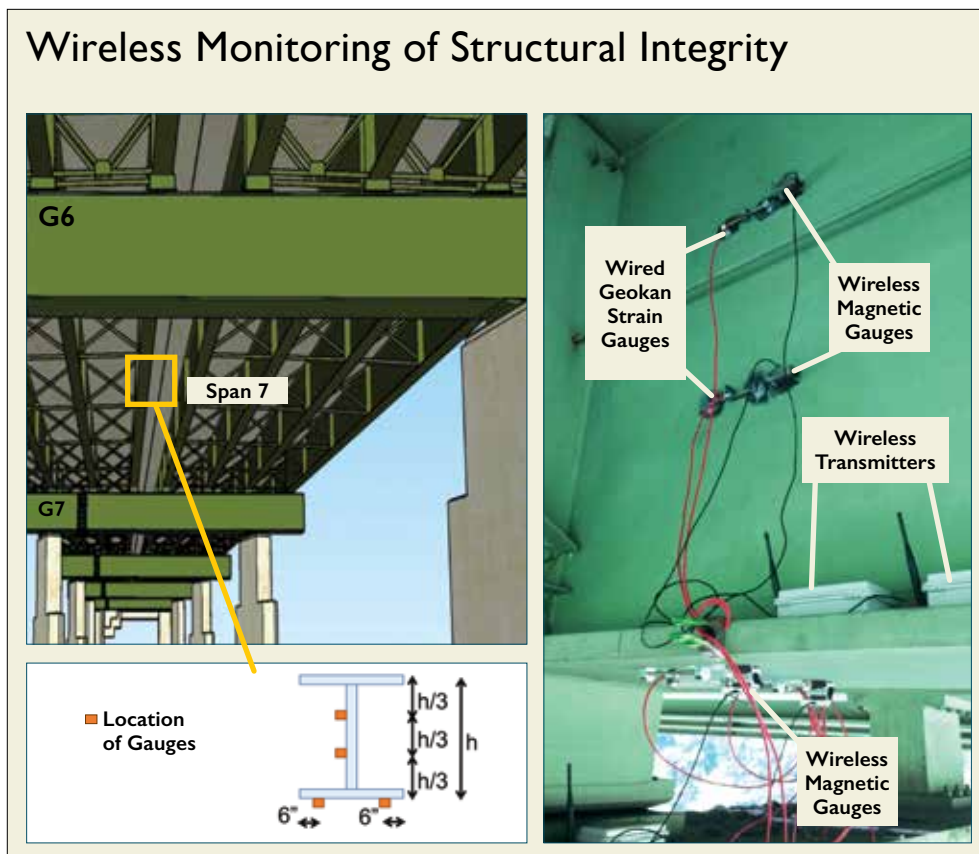 Wireless Monitoring of Structural Integrity
G6
Span 7
G7
Location
of Gauges
h/3
h/3
h/3
h
6"
6"
Wired
Geokan
Strain
Gauges
Wireless
Magnetic
Gauges
Wireless
Transmitters
Wireless
Magnetic
Gauges